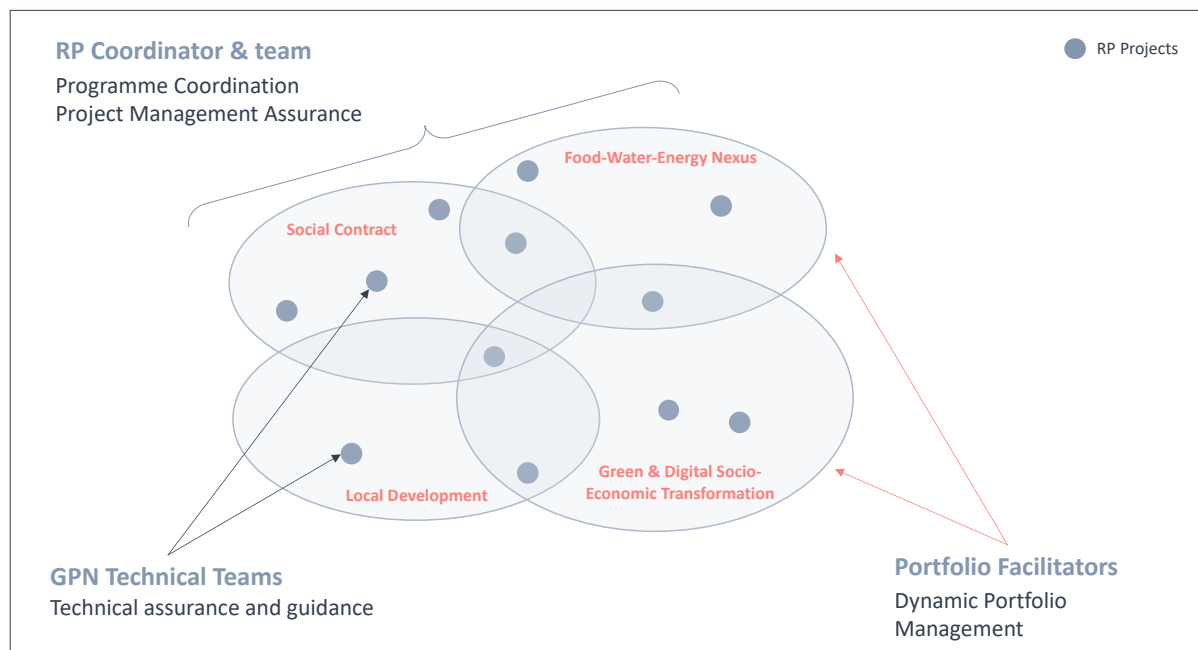 RP Coordinator & team
Programme Coordination
Project Management Assurance
RP Projects
Food-Water-Energy Nexus
Social Contract
Green & Digital Socio-
Economic Transformation
Local Development
GPN Technical Teams
Technical assurance and guidance
Portfolio Facilitators
Dynamic Portfolio
Management